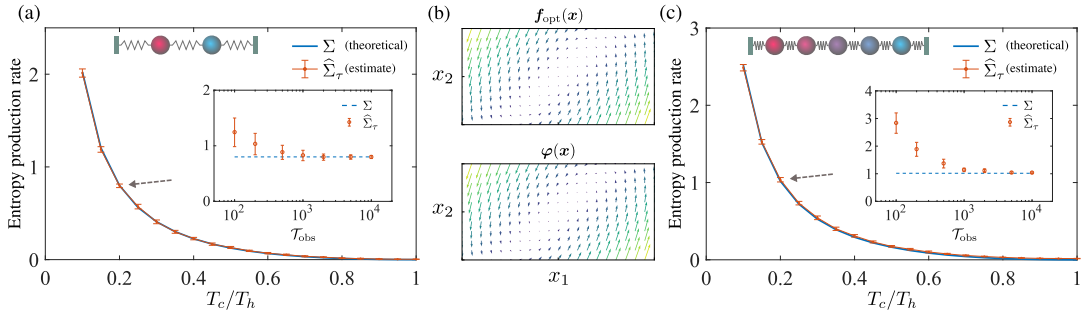 (a)
Entropy production rate
2
1
0
0
0.2
0.4
0.6
0.8
1
T_c/T_h
Σ (theoretical)
Σ̂_τ (estimate)
2
1
0
10^2
10^3
10^4
𝒯_obs
Σ
Σ̂_τ
(b)
f_opt(x)
x_2
φ(x)
x_2
x_1
(c)
Entropy production rate
3
2
1
0
0
0.2
0.4
0.6
0.8
1
T_c/T_h
Σ (theoretical)
Σ̂_τ (estimate)
4
3
2
1
0
10^2
10^3
10^4
𝒯_obs
Σ
Σ̂_τ